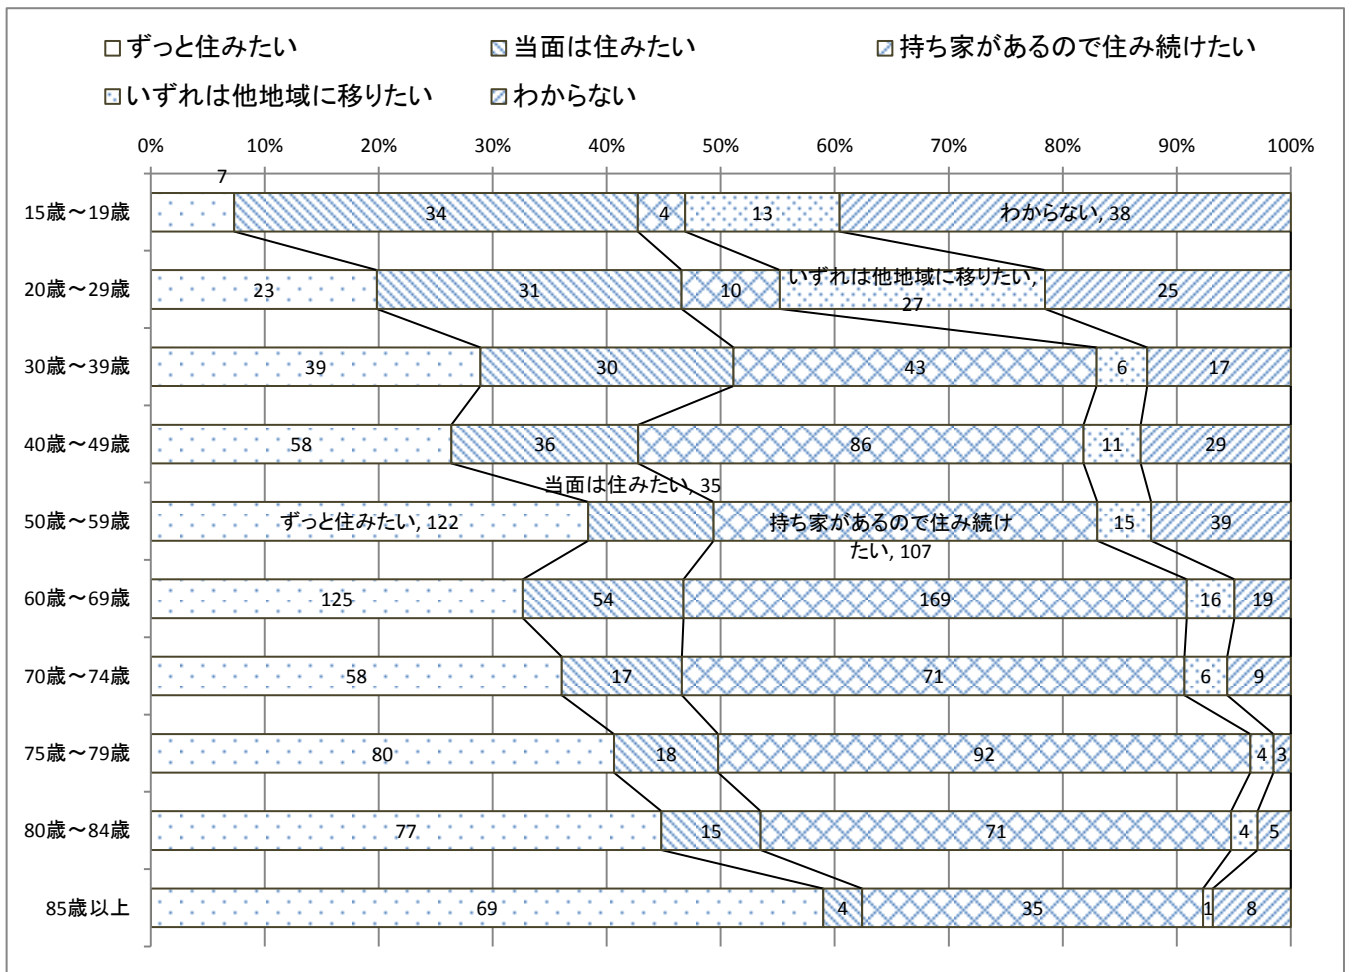 ずっと住みたい 当面は住みたい 持ち家があるので住み続けたい
いずれは他地域に移りたい わからない
0% 10% 20% 30% 40% 50% 60% 70% 80% 90% 100%
7
15歳～19歳 34 4 13 わからない, 38
いずれは他地域に移りたい,
20歳～29歳 23 31 10 27 25
30歳～39歳 39 30 43 6 17
40歳～49歳 58 36 86 11 29
当面は住みたい, 35
50歳～59歳 ずっと住みたい, 122 持ち家があるので住み続け 15 39
たい, 107
60歳～69歳 125 54 169 16 19
70歳～74歳 58 17 71 6 9
75歳～79歳 80 18 92 4 3
80歳～84歳 77 15 71 4 5
85歳以上 69 4 35 1 8